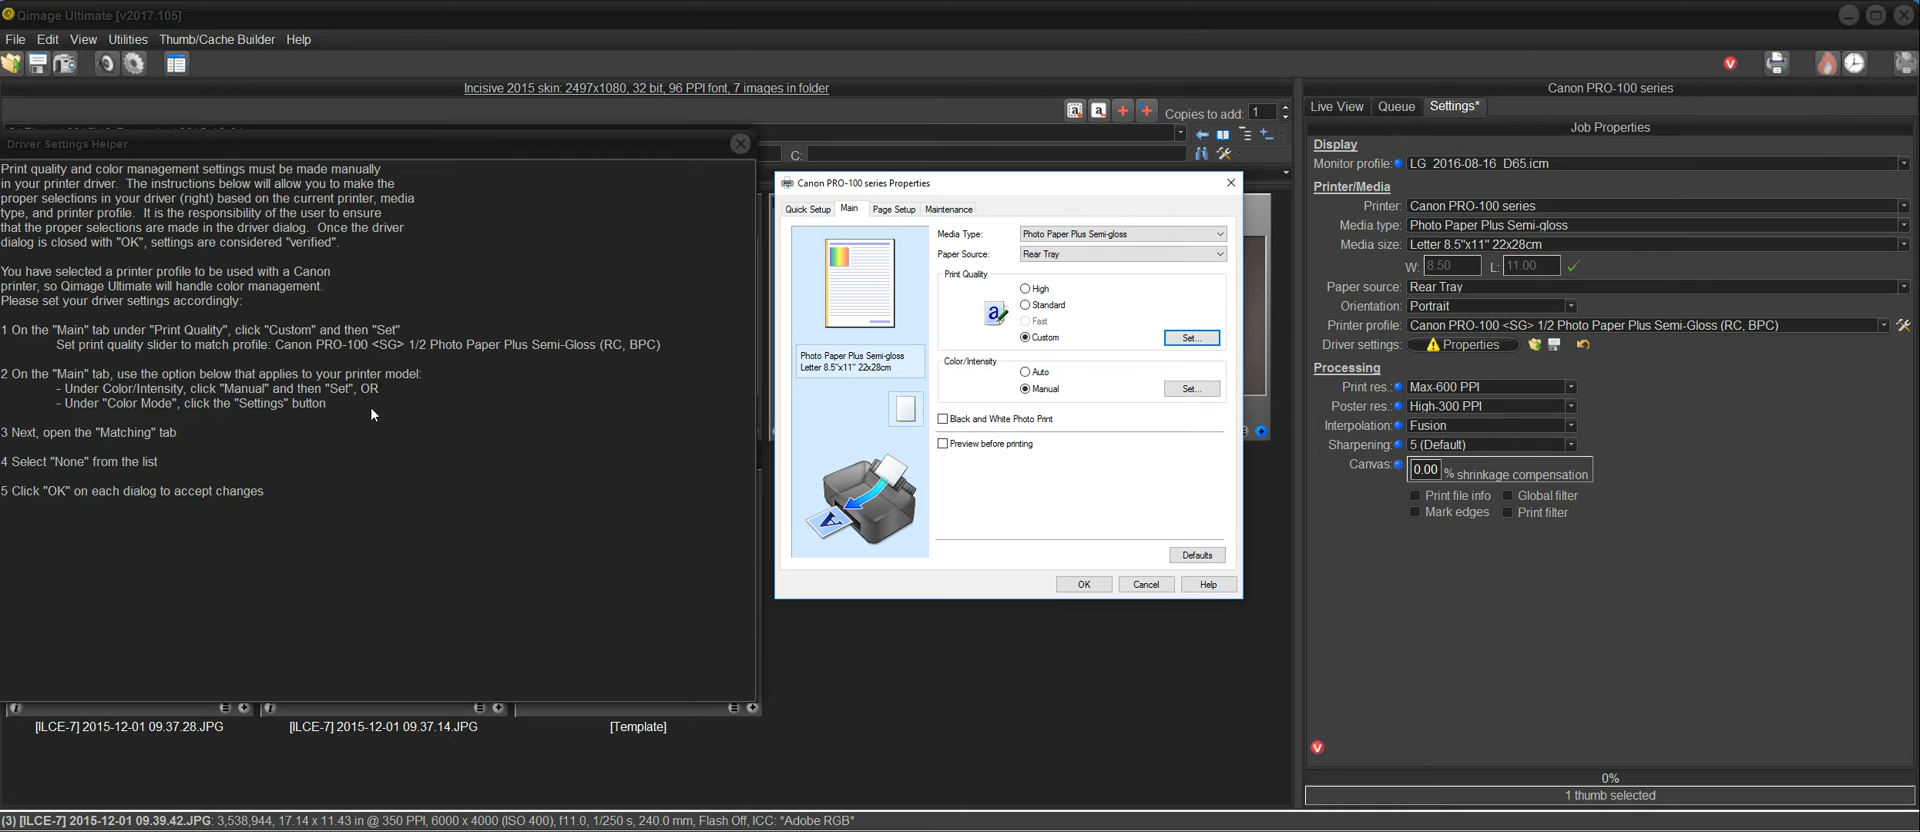 Qimage Ultimate [v2017.105]
File Edit View Utilities Thumb/Cache Builder Help
Incisive 2015 skin: 2497x1080, 32 bit, 96 PPI font, 7 images in folder
Copies to add: 1
C:
Driver Settings Helper
Print quality and color management settings must be made manually
in your printer driver. The instructions below will allow you to make the
proper selections in your driver (right) based on the current printer, media
type, and printer profile. It is the responsibility of the user to ensure
that the proper selections are made in the driver dialog. Once the driver
dialog is closed with "OK", settings are considered "verified".
You have selected a printer profile to be used with a Canon
printer, so Qimage Ultimate will handle color management.
Please set your driver settings accordingly:
1 On the "Main" tab under "Print Quality", click "Custom" and then "Set"
Set print quality slider to match profile: Canon PRO-100 <SG> 1/2 Photo Paper Plus Semi-Gloss (RC, BPC)
2 On the "Main" tab, use the option below that applies to your printer model:
- Under Color/Intensity, click "Manual" and then "Set", OR
- Under "Color Mode", click the "Settings" button
3 Next, open the "Matching" tab
4 Select "None" from the list
5 Click "OK" on each dialog to accept changes
Canon PRO-100 series Properties
Quick Setup Main Page Setup Maintenance
Media Type: Photo Paper Plus Semi-gloss
Paper Source: Rear Tray
Print Quality
High
Standard
Fast
Custom Set...
Photo Paper Plus Semi-gloss
Letter 8.5"x11" 22x28cm
Color/Intensity
Auto
Manual Set...
Black and White Photo Print
Preview before printing
Defaults
OK Cancel Help
[ILCE-7] 2015-12-01 09.37.28.JPG [ILCE-7] 2015-12-01 09.37.14.JPG [Template]
Canon PRO-100 series
Live View Queue Settings*
Job Properties
Display
Monitor profile: LG 2016-08-16 D65.icm
Printer/Media
Printer: Canon PRO-100 series
Media type: Photo Paper Plus Semi-gloss
Media size: Letter 8.5"x11" 22x28cm
W: 8.50 L: 11.00
Paper source: Rear Tray
Orientation: Portrait
Printer profile: Canon PRO-100 <SG> 1/2 Photo Paper Plus Semi-Gloss (RC, BPC)
Driver settings: Properties
Processing
Print res.: Max-600 PPI
Poster res.: High-300 PPI
Interpolation: Fusion
Sharpening: 5 (Default)
Canvas: 0.00 % shrinkage compensation
Print file info Global filter
Mark edges Print filter
0%
1 thumb selected
(3) [ILCE-7] 2015-12-01 09.39.42.JPG: 3,538,944, 17.14 x 11.43 in @ 350 PPI, 6000 x 4000 (ISO 400), f11.0, 1/250 s, 240.0 mm, Flash Off, ICC: *Adobe RGB*